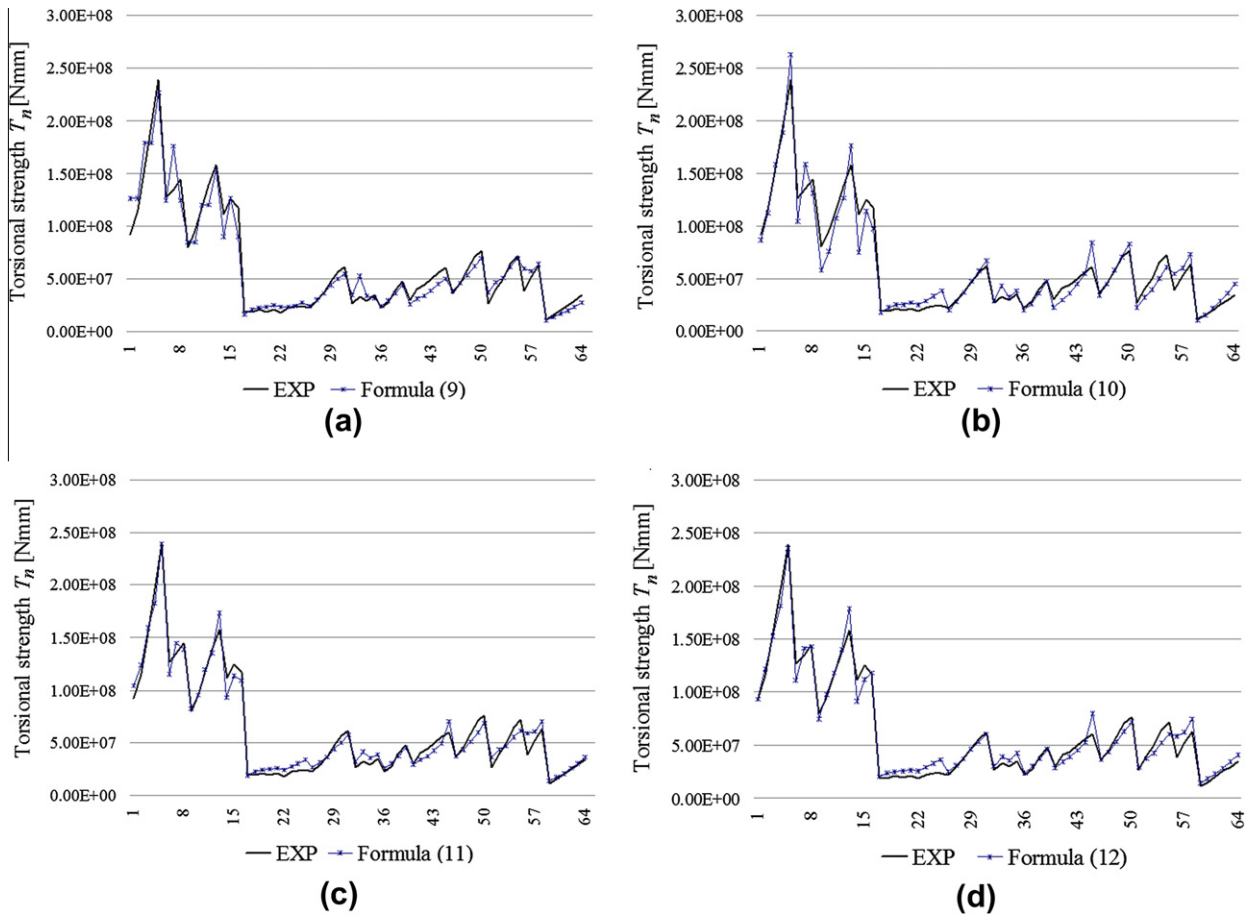 Torsional strength Tn [Nmm]
3.00E+08
2.50E+08
2.00E+08
1.50E+08
1.00E+08
5.00E+07
0.00E+00
1 8 15 22 29 36 43 50 57 64
EXP Formula (9)
(a)
Torsional strength Tn [Nmm]
3.00E+08
2.50E+08
2.00E+08
1.50E+08
1.00E+08
5.00E+07
0.00E+00
1 8 15 22 29 36 43 50 57 64
EXP Formula (10)
(b)
Torsional strength Tn [Nmm]
3.00E+08
2.50E+08
2.00E+08
1.50E+08
1.00E+08
5.00E+07
0.00E+00
1 8 15 22 29 36 43 50 57 64
EXP Formula (11)
(c)
Torsional strength Tn [Nmm]
3.00E+08
2.50E+08
2.00E+08
1.50E+08
1.00E+08
5.00E+07
0.00E+00
1 8 15 22 29 36 43 50 57 64
EXP Formula (12)
(d)